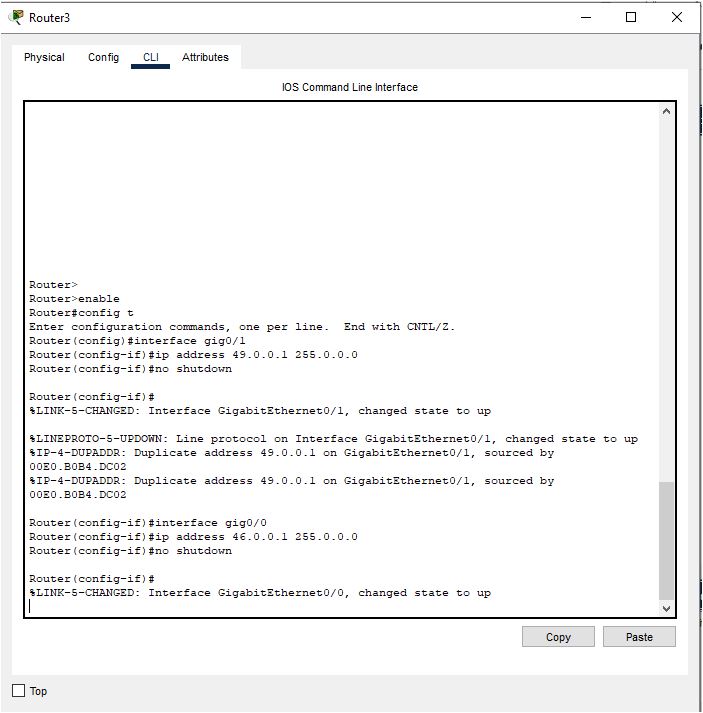 Router3
Physical Config CLI Attributes
IOS Command Line Interface
Router>
Router>enable
Router#config t
Enter configuration commands, one per line.  End with CNTL/Z.
Router(config)#interface gig0/1
Router(config-if)#ip address 49.0.0.1 255.0.0.0
Router(config-if)#no shutdown
Router(config-if)#
%LINK-5-CHANGED: Interface GigabitEthernet0/1, changed state to up
%LINEPROTO-5-UPDOWN: Line protocol on Interface GigabitEthernet0/1, changed state to up
%IP-4-DUPADDR: Duplicate address 49.0.0.1 on GigabitEthernet0/1, sourced by
00E0.B0B4.DC02
%IP-4-DUPADDR: Duplicate address 49.0.0.1 on GigabitEthernet0/1, sourced by
00E0.B0B4.DC02
Router(config-if)#interface gig0/0
Router(config-if)#ip address 46.0.0.1 255.0.0.0
Router(config-if)#no shutdown
Router(config-if)#
%LINK-5-CHANGED: Interface GigabitEthernet0/0, changed state to up
Copy Paste
Top